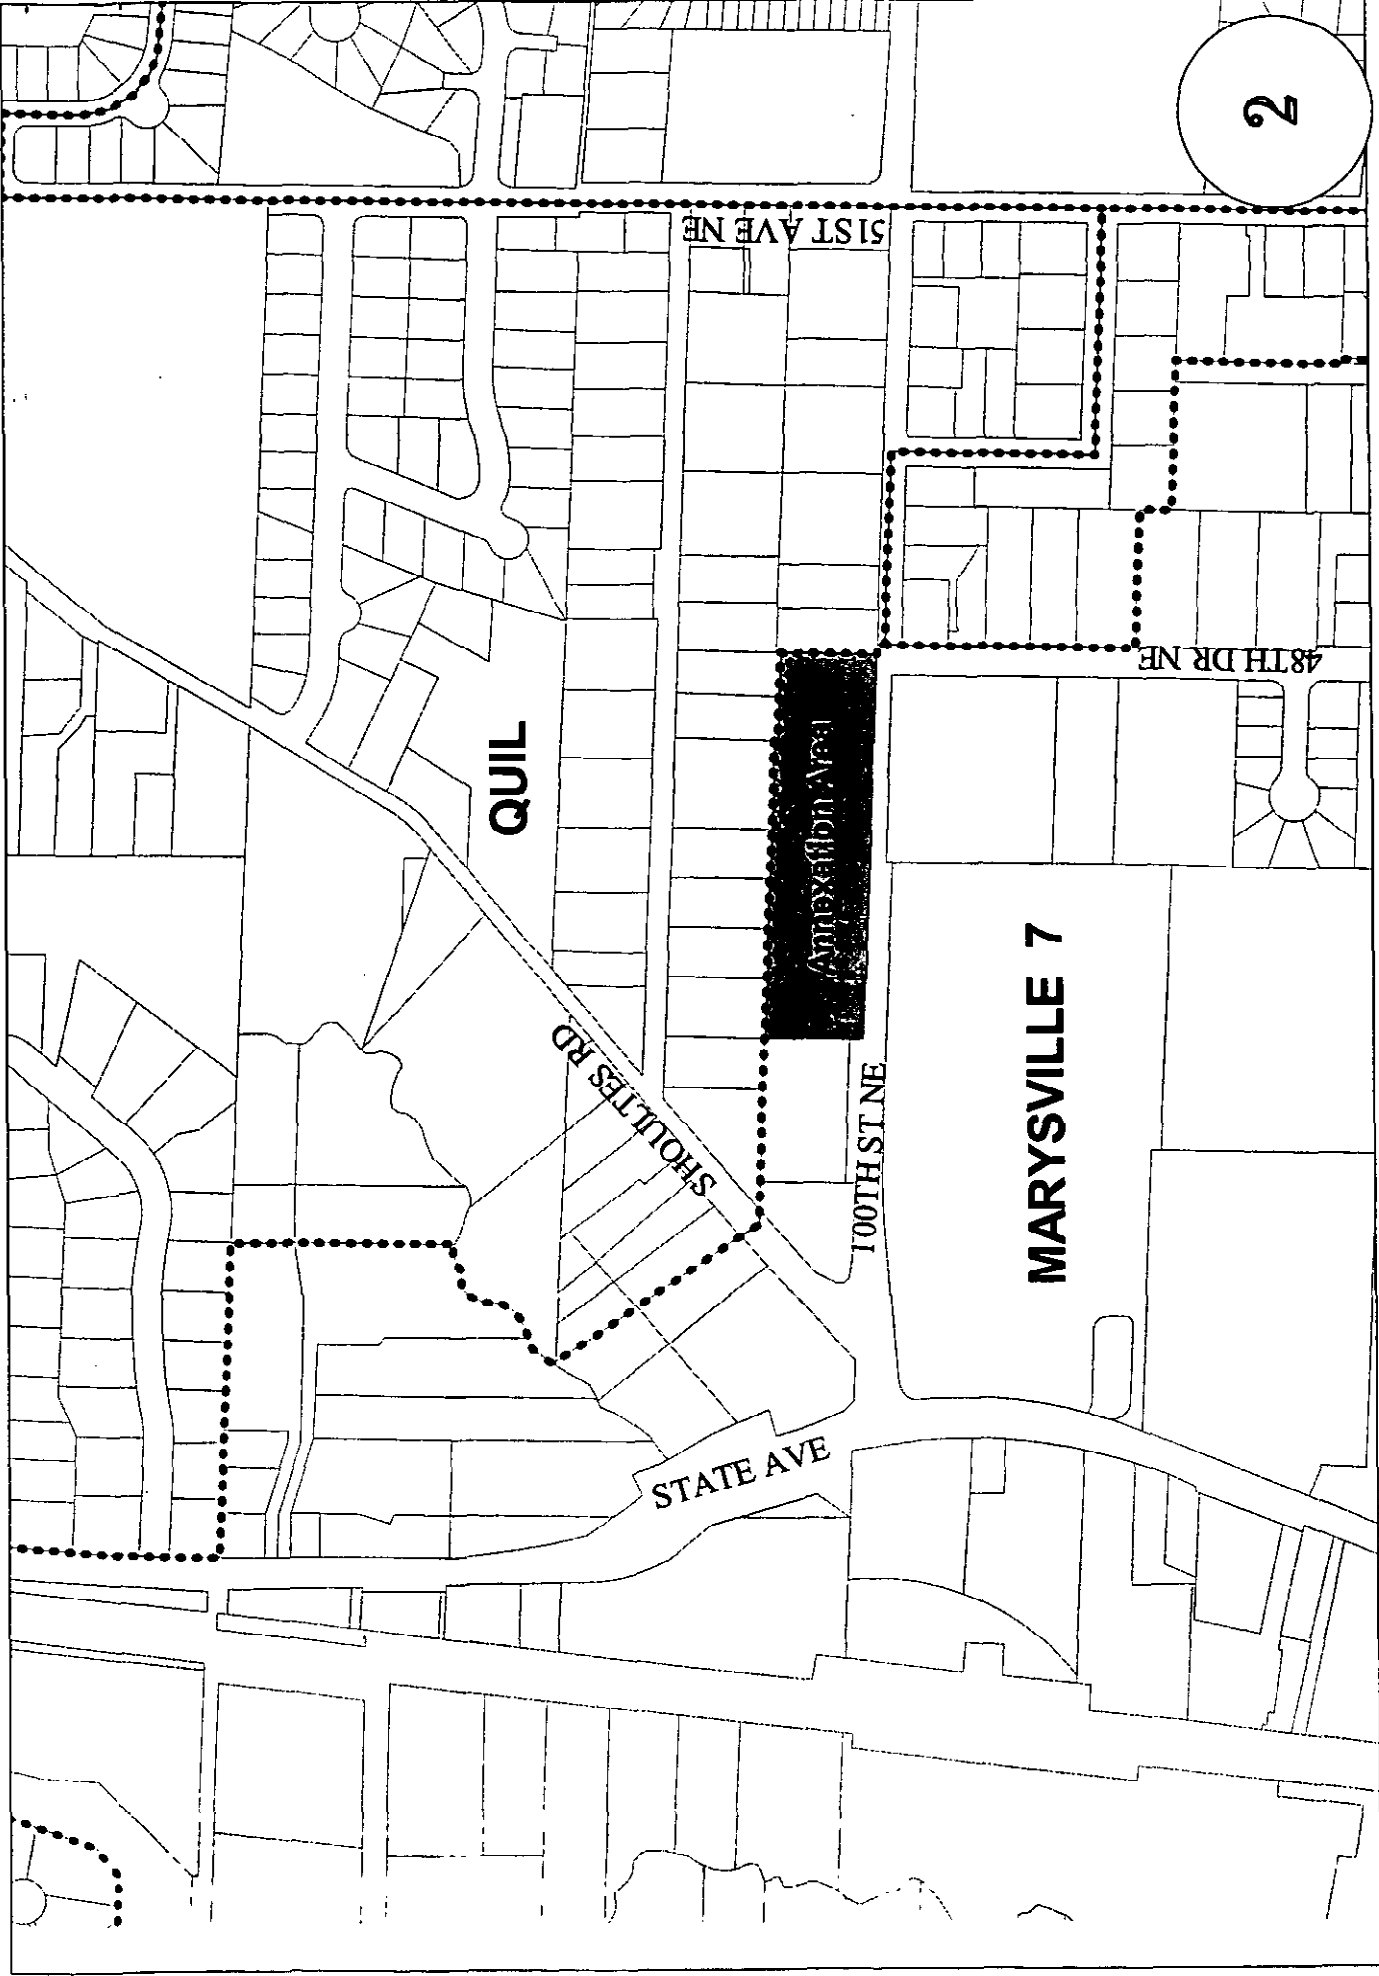 2
51ST AVE NE
48TH DR NE
QUIL
Annexation Area
SHOULTES RD
100TH ST NE
MARYSVILLE 7
STATE AVE